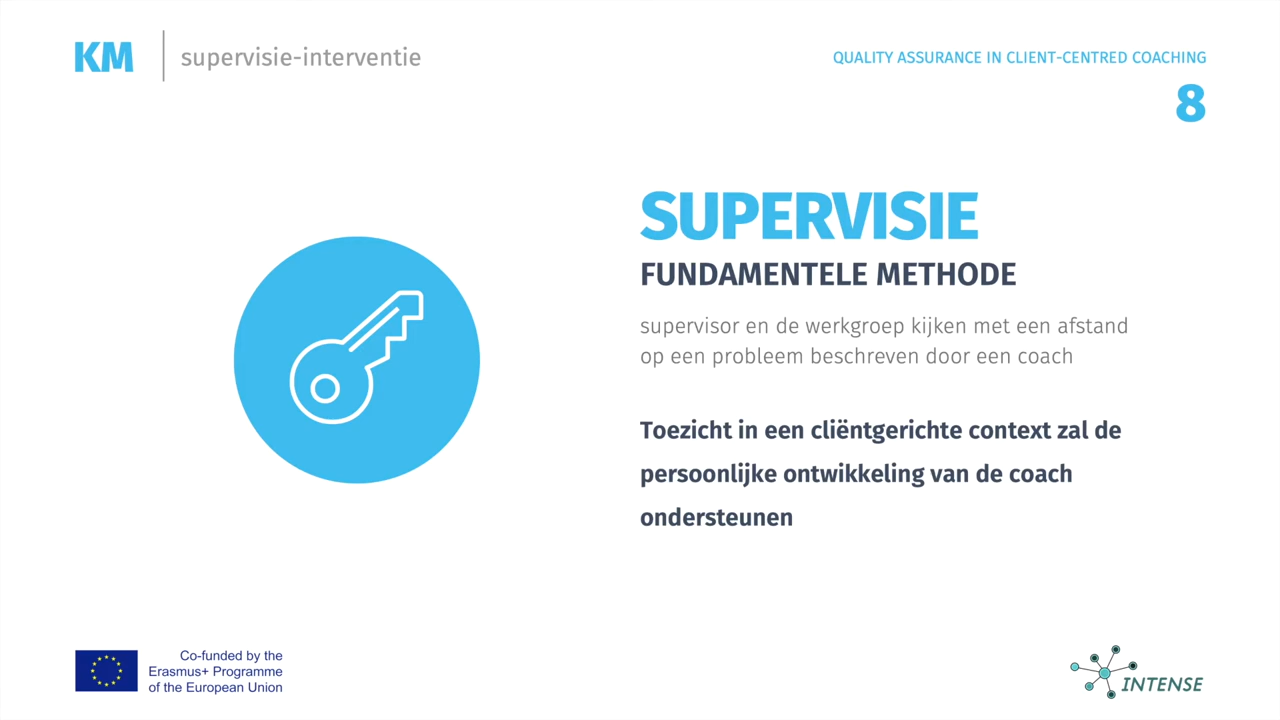 KM
supervisie-interventie
QUALITY ASSURANCE IN CLIENT-CENTRED COACHING
8
SUPERVISIE
FUNDAMENTELE METHODE
supervisor en de werkgroep kijken met een afstand
op een probleem beschreven door een coach
Toezicht in een cliëntgerichte context zal de
persoonlijke ontwikkeling van de coach
ondersteunen
Co-funded by the
Erasmus+ Programme
of the European Union
INTENSE